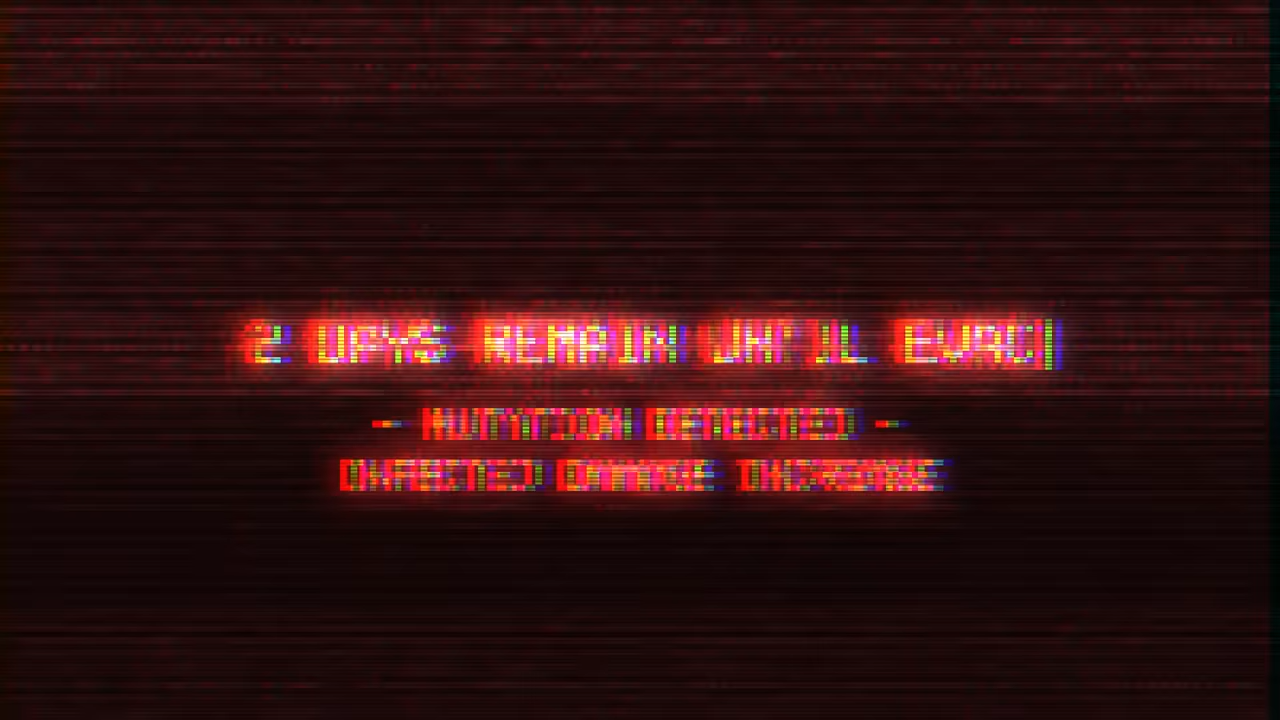 2 DAYS REMAIN UNTIL EVAC
- MUTATION DETECTED -
INFECTED DAMAGE INCREASE